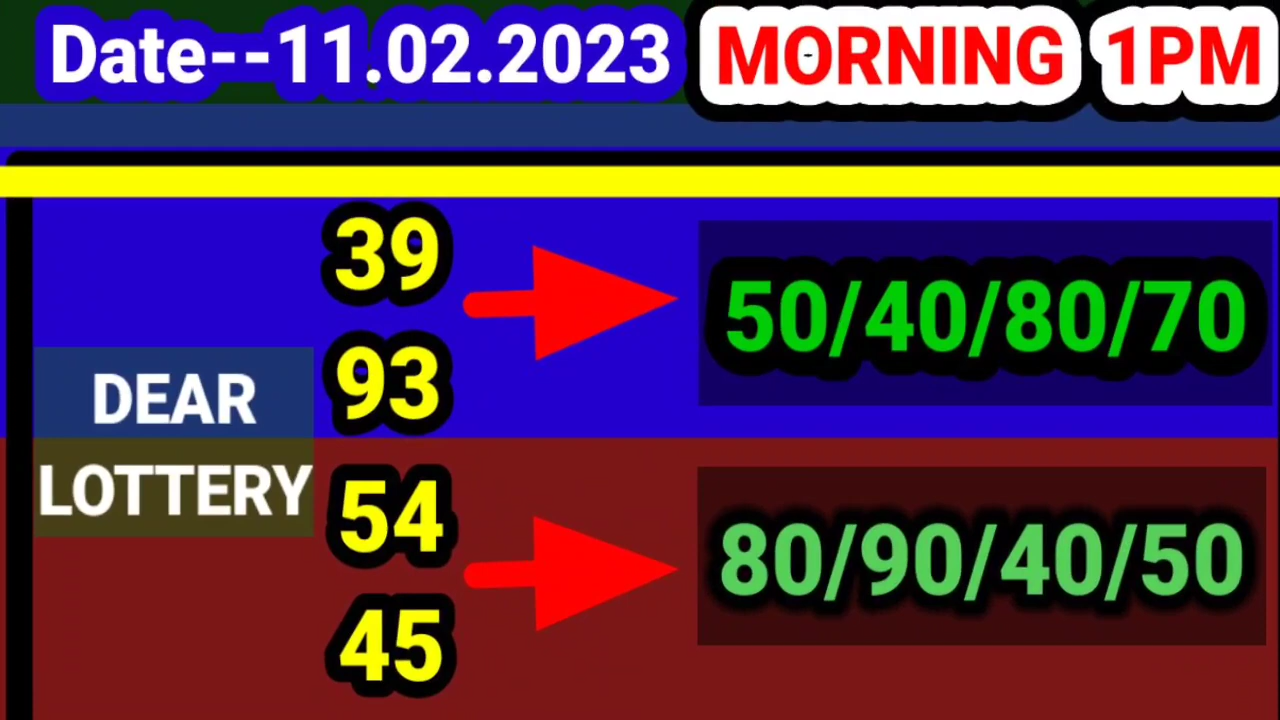 Date--11.02.2023 MORNING 1PM
39
50/40/80/70
93
DEAR
LOTTERY
54
80/90/40/50
45